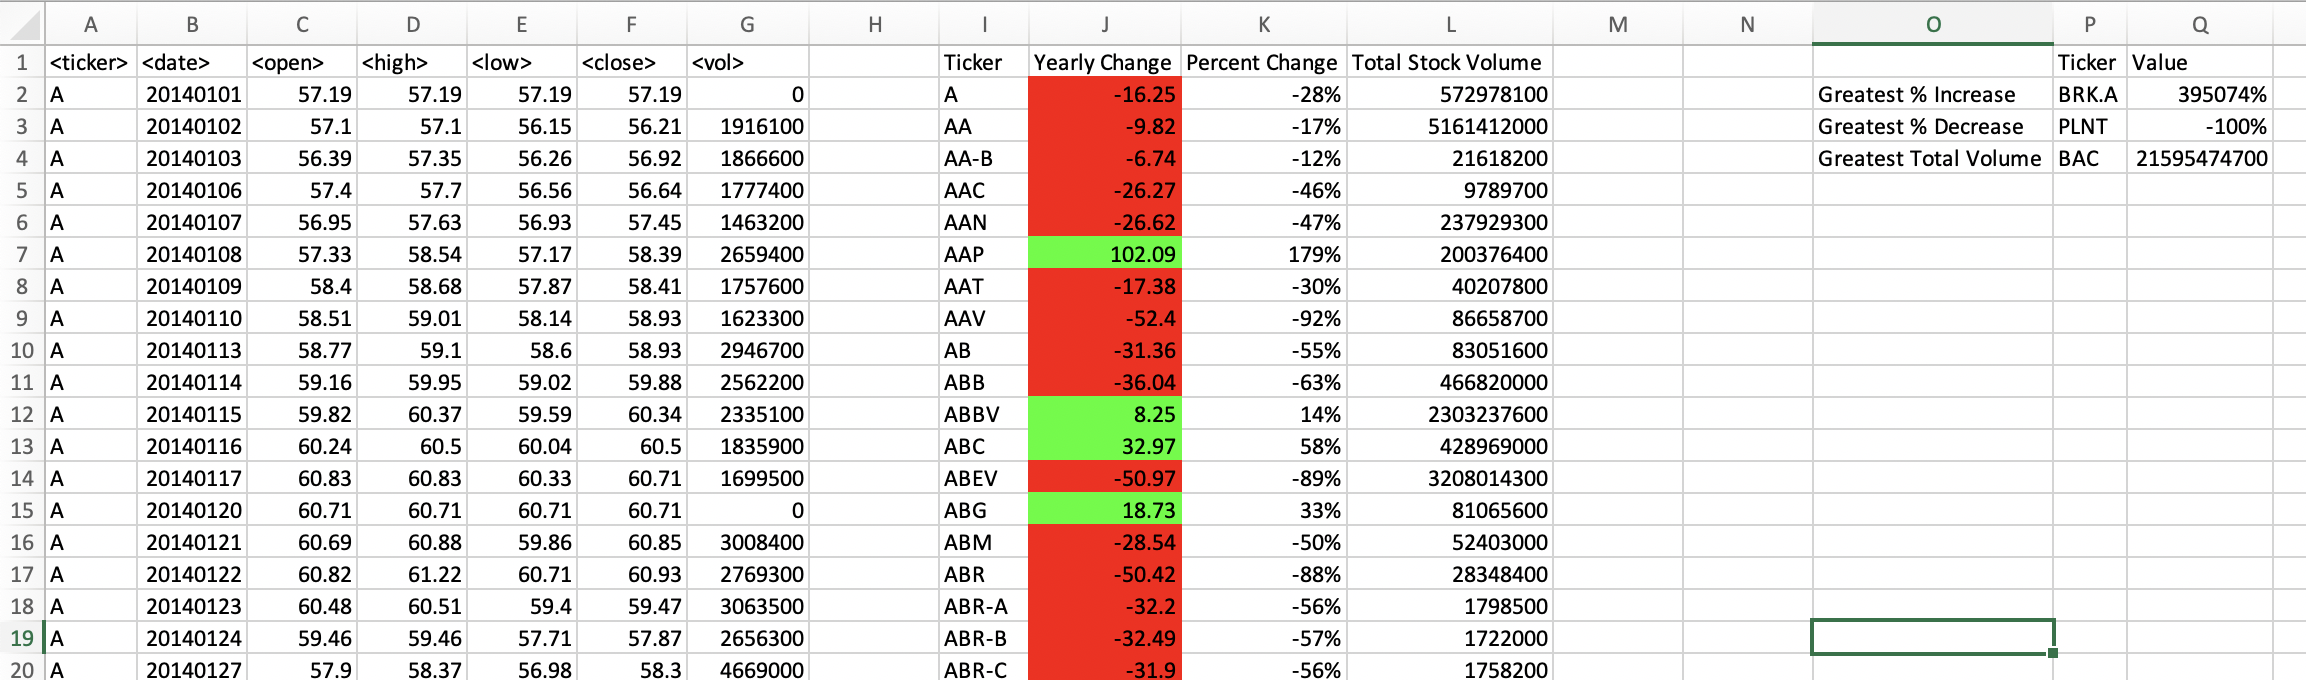 A B C D E F G H I J K L M N O P Q
1 <ticker> <date> <open> <high> <low> <close> <vol> Ticker Yearly Change Percent Change Total Stock Volume Ticker Value
2 A 20140101 57.19 57.19 57.19 57.19 0 A -16.25 -28% 572978100 Greatest % Increase BRK.A 395074%
3 A 20140102 57.1 57.1 56.15 56.21 1916100 AA -9.82 -17% 5161412000 Greatest % Decrease PLNT -100%
4 A 20140103 56.39 57.35 56.26 56.92 1866600 AA-B -6.74 -12% 21618200 Greatest Total Volume BAC 21595474700
5 A 20140106 57.4 57.7 56.56 56.64 1777400 AAC -26.27 -46% 9789700
6 A 20140107 56.95 57.63 56.93 57.45 1463200 AAN -26.62 -47% 237929300
7 A 20140108 57.33 58.54 57.17 58.39 2659400 AAP 102.09 179% 200376400
8 A 20140109 58.4 58.68 57.87 58.41 1757600 AAT -17.38 -30% 40207800
9 A 20140110 58.51 59.01 58.14 58.93 1623300 AAV -52.4 -92% 86658700
10 A 20140113 58.77 59.1 58.6 58.93 2946700 AB -31.36 -55% 83051600
11 A 20140114 59.16 59.95 59.02 59.88 2562200 ABB -36.04 -63% 466820000
12 A 20140115 59.82 60.37 59.59 60.34 2335100 ABBV 8.25 14% 2303237600
13 A 20140116 60.24 60.5 60.04 60.5 1835900 ABC 32.97 58% 428969000
14 A 20140117 60.83 60.83 60.33 60.71 1699500 ABEV -50.97 -89% 3208014300
15 A 20140120 60.71 60.71 60.71 60.71 0 ABG 18.73 33% 81065600
16 A 20140121 60.69 60.88 59.86 60.85 3008400 ABM -28.54 -50% 52403000
17 A 20140122 60.82 61.22 60.71 60.93 2769300 ABR -50.42 -88% 28348400
18 A 20140123 60.48 60.51 59.4 59.47 3063500 ABR-A -32.2 -56% 1798500
19 A 20140124 59.46 59.46 57.71 57.87 2656300 ABR-B -32.49 -57% 1722000
20 A 20140127 57.9 58.37 56.98 58.3 4669000 ABR-C -31.9 -56% 1758200